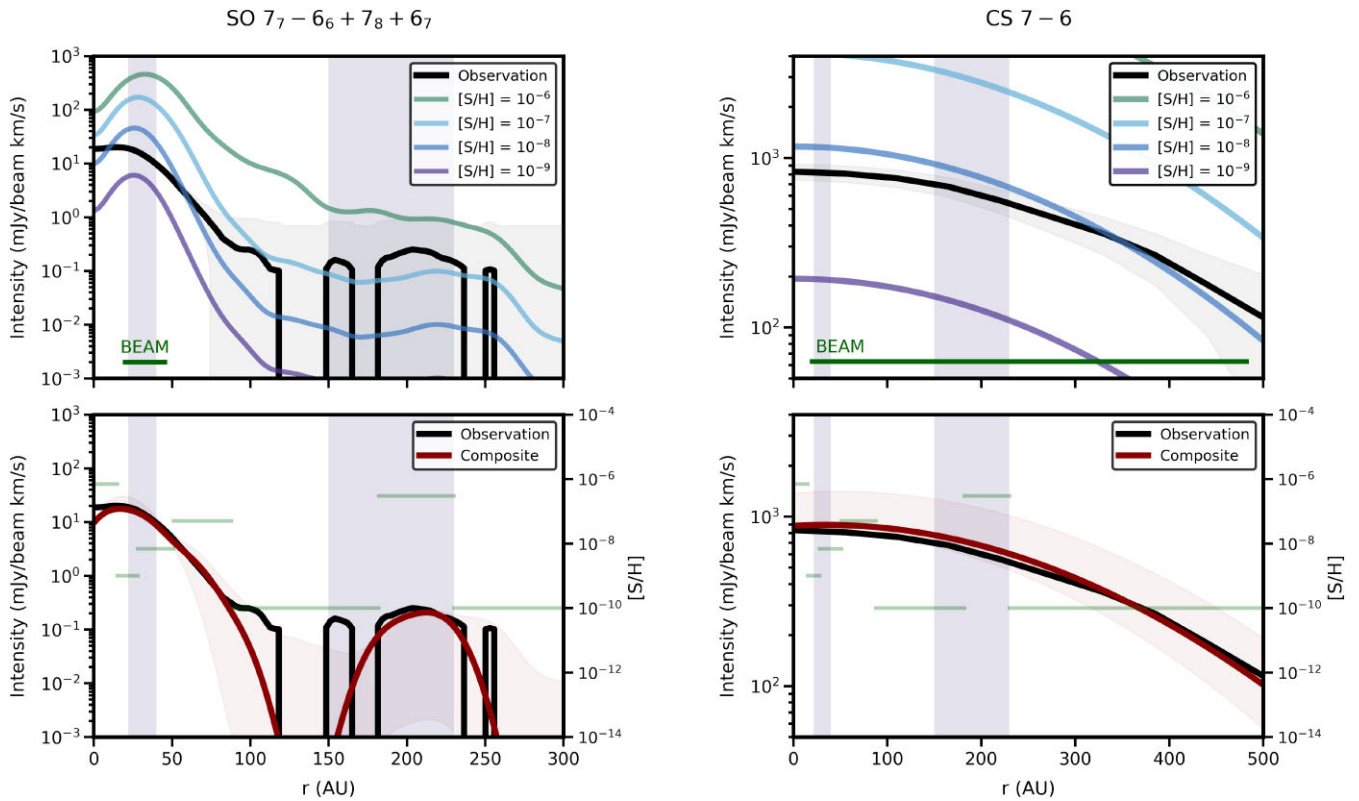 SO 7₇ − 6₆ + 7₈ + 6₇
CS 7 − 6
Intensity (mJy/beam km/s)
10³
10²
10¹
10⁰
10⁻¹
10⁻²
10⁻³
Observation
[S/H] = 10⁻⁶
[S/H] = 10⁻⁷
[S/H] = 10⁻⁸
[S/H] = 10⁻⁹
BEAM
Intensity (mJy/beam km/s)
10³
10²
Observation
[S/H] = 10⁻⁶
[S/H] = 10⁻⁷
[S/H] = 10⁻⁸
[S/H] = 10⁻⁹
BEAM
Intensity (mJy/beam km/s)
10³
10²
10¹
10⁰
10⁻¹
10⁻²
10⁻³
Observation
Composite
10⁻⁴
10⁻⁶
10⁻⁸
10⁻¹⁰
10⁻¹²
10⁻¹⁴
[S/H]
0 50 100 150 200 250 300
r (AU)
Intensity (mJy/beam km/s)
10³
10²
Observation
Composite
10⁻⁴
10⁻⁶
10⁻⁸
10⁻¹⁰
10⁻¹²
10⁻¹⁴
[S/H]
0 100 200 300 400 500
r (AU)